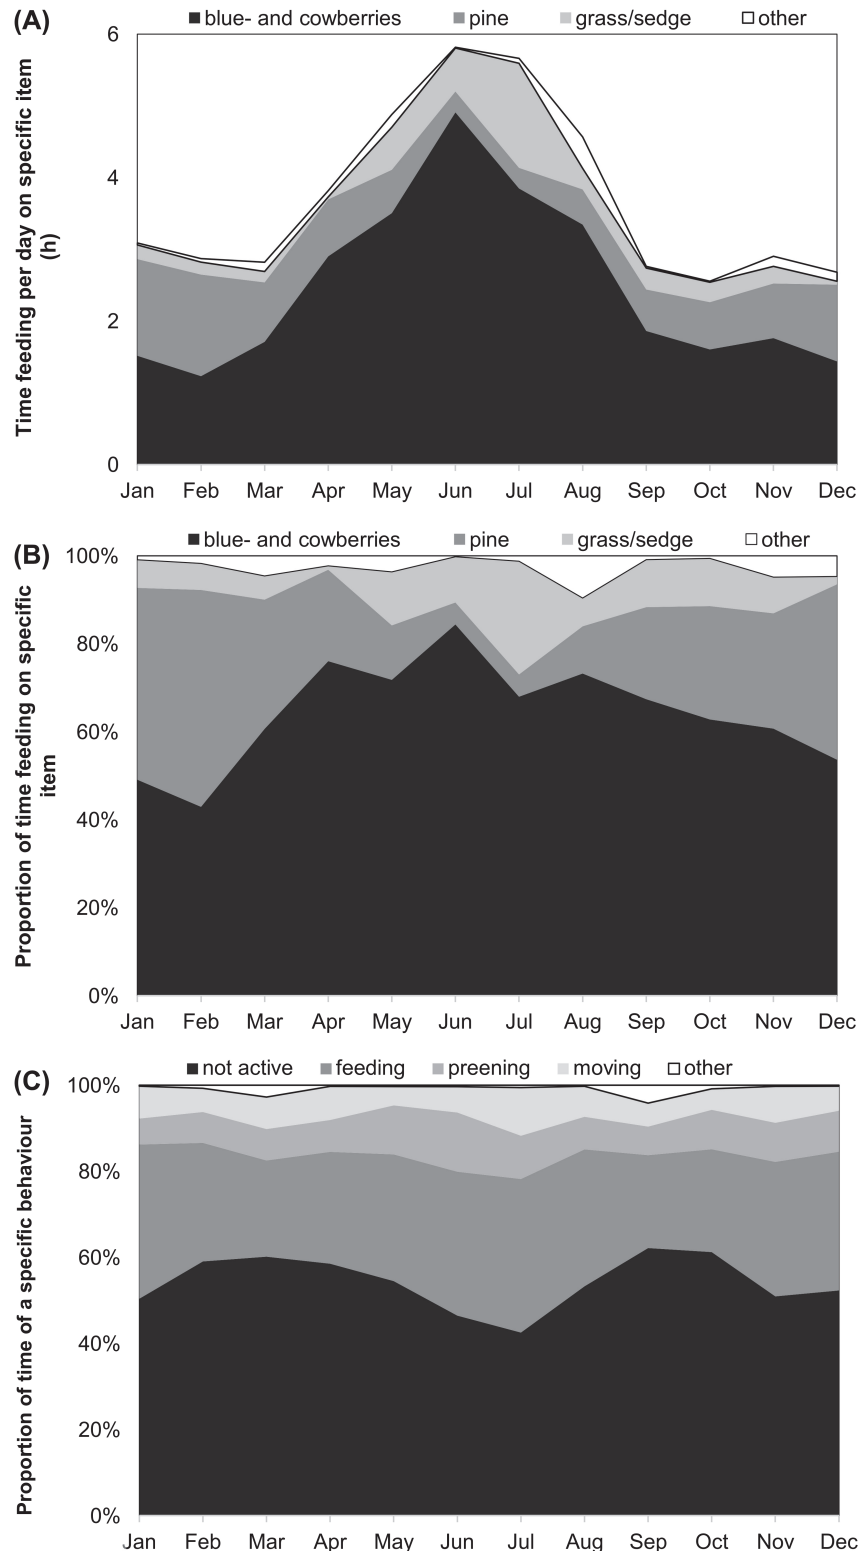 (A)
blue- and cowberries pine grass/sedge other
Time feeding per day on specific item
(h)
6
4
2
0
Jan Feb Mar Apr May Jun Jul Aug Sep Oct Nov Dec
(B)
blue- and cowberries pine grass/sedge other
Proportion of time feeding on specific
item
100%
80%
60%
40%
20%
0%
Jan Feb Mar Apr May Jun Jul Aug Sep Oct Nov Dec
(C)
not active feeding preening moving other
Proportion of time of a specific behaviour
100%
80%
60%
40%
20%
0%
Jan Feb Mar Apr May Jun Jul Aug Sep Oct Nov Dec